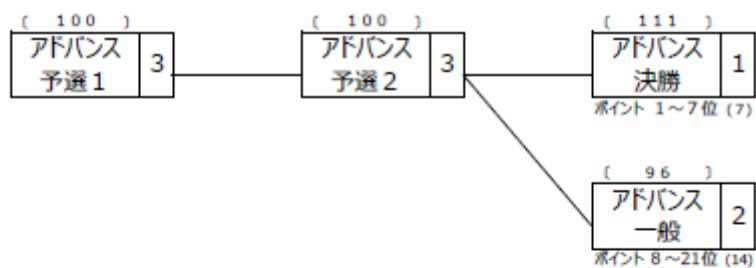 〔 100 〕
アドバンス
予選1
3
〔 100 〕
アドバンス
予選2
3
〔 111 〕
アドバンス
決勝
1
ポイント 1～7位 (7)
〔 96 〕
アドバンス
一般
2
ポイント 8～21位 (14)